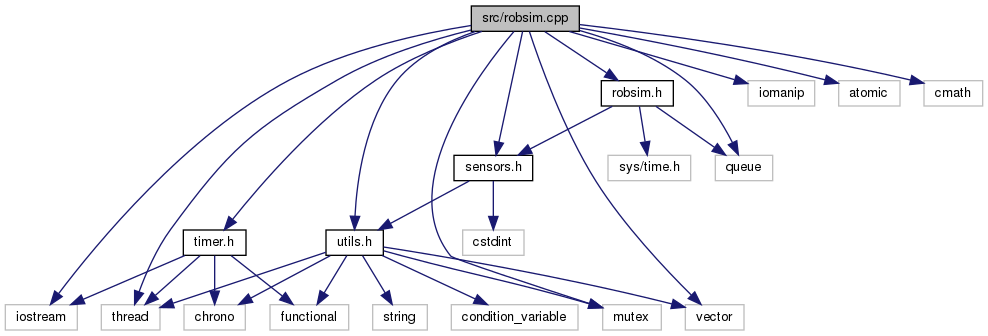 src/robsim.cpp
robsim.h
iomanip
atomic
cmath
sensors.h
sys/time.h
queue
timer.h
utils.h
cstdint
iostream
thread
chrono
functional
string
condition_variable
mutex
vector